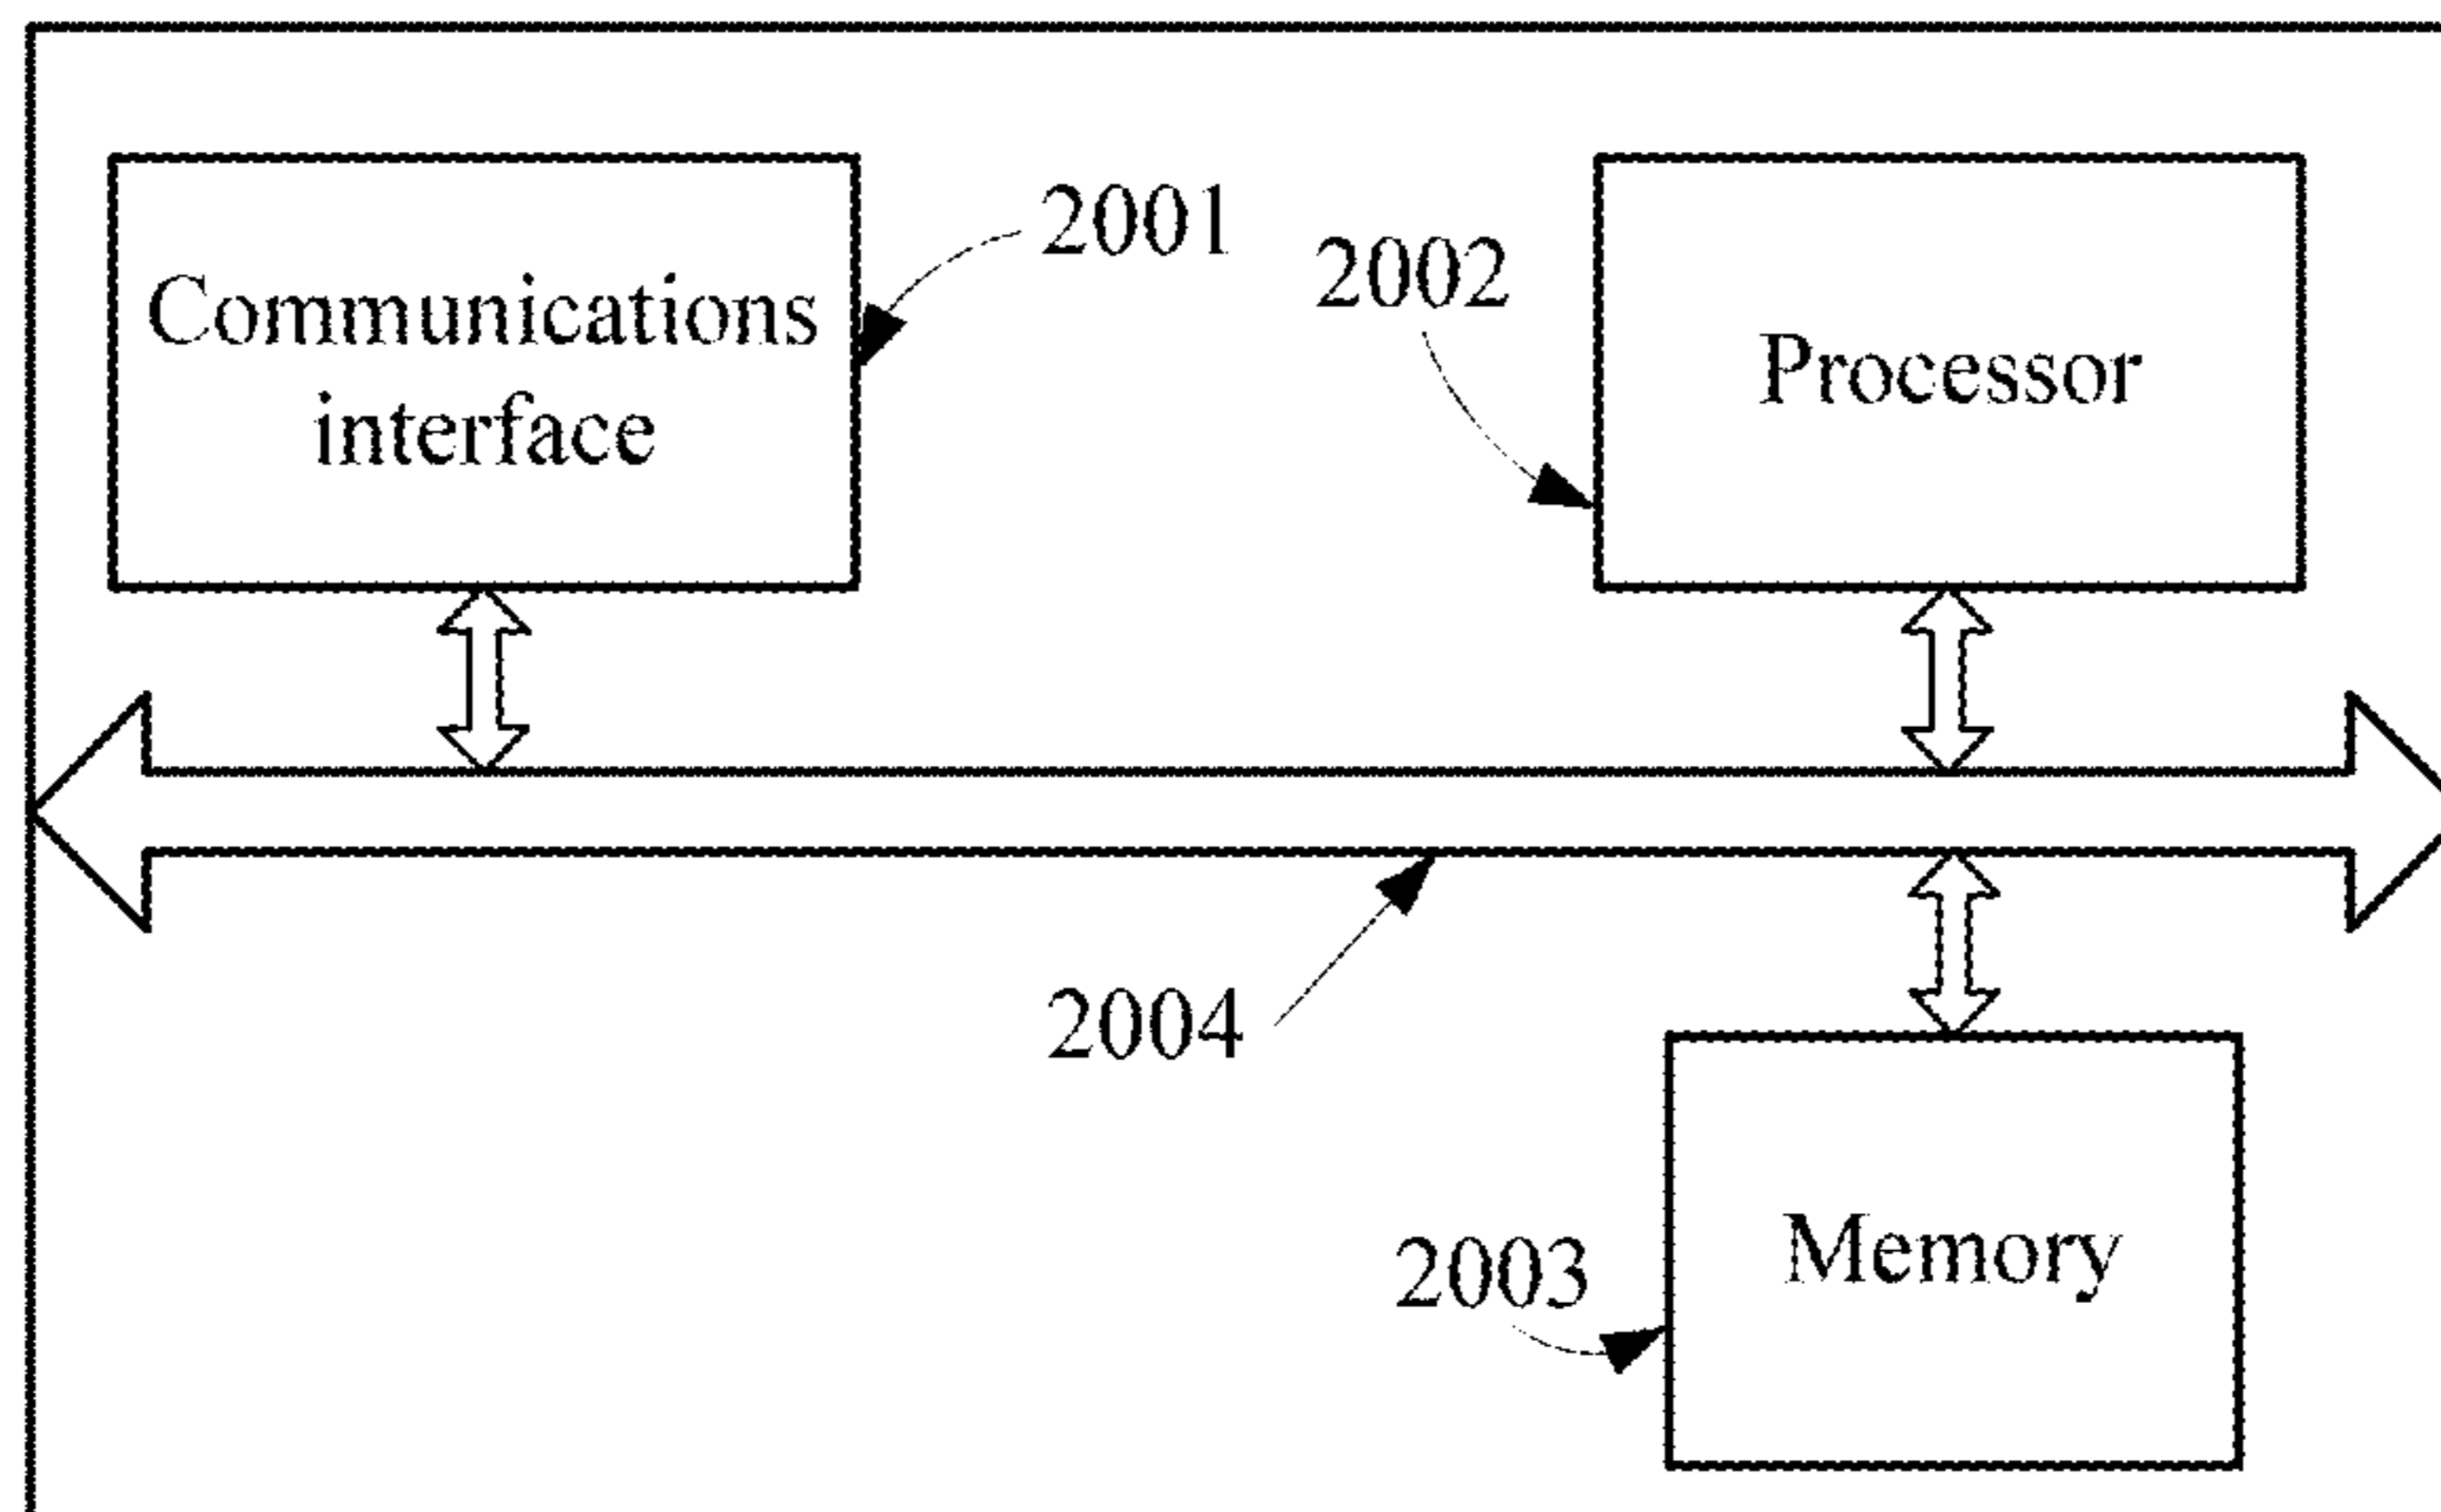 2001
2002
Communications
interface
Processor
2004
2003
Memory